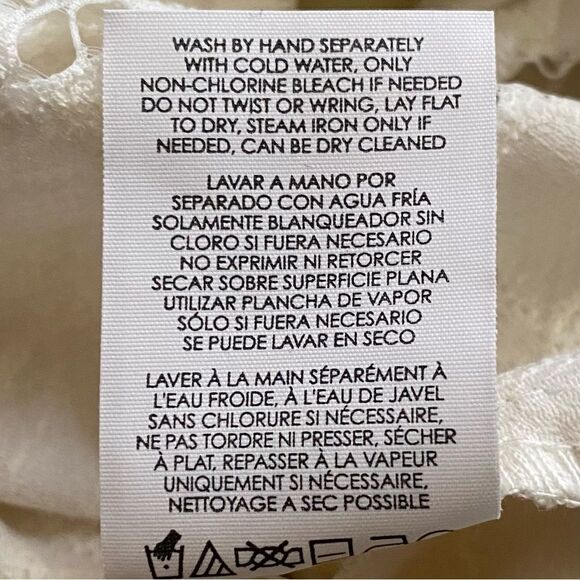 WASH BY HAND SEPARATELY
WITH COLD WATER, ONLY
NON-CHLORINE BLEACH IF NEEDED
DO NOT TWIST OR WRING, LAY FLAT
TO DRY, STEAM IRON ONLY IF
NEEDED, CAN BE DRY CLEANED
LAVAR A MANO POR
SEPARADO CON AGUA FRÍA
SOLAMENTE BLANQUEADOR SIN
CLORO SI FUERA NECESARIO
NO EXPRIMIR NI RETORCER
SECAR SOBRE SUPERFICIE PLANA
UTILIZAR PLANCHA DE VAPOR
SÓLO SI FUERA NECESARIO
SE PUEDE LAVAR EN SECO
LAVER À LA MAIN SÉPARÉMENT À
L'EAU FROIDE, À L'EAU DE JAVEL
SANS CHLORURE SI NÉCESSAIRE,
NE PAS TORDRE NI PRESSER, SÉCHER
À PLAT, REPASSER À LA VAPEUR
UNIQUEMENT SI NÉCESSAIRE,
NETTOYAGE A SEC POSSIBLE